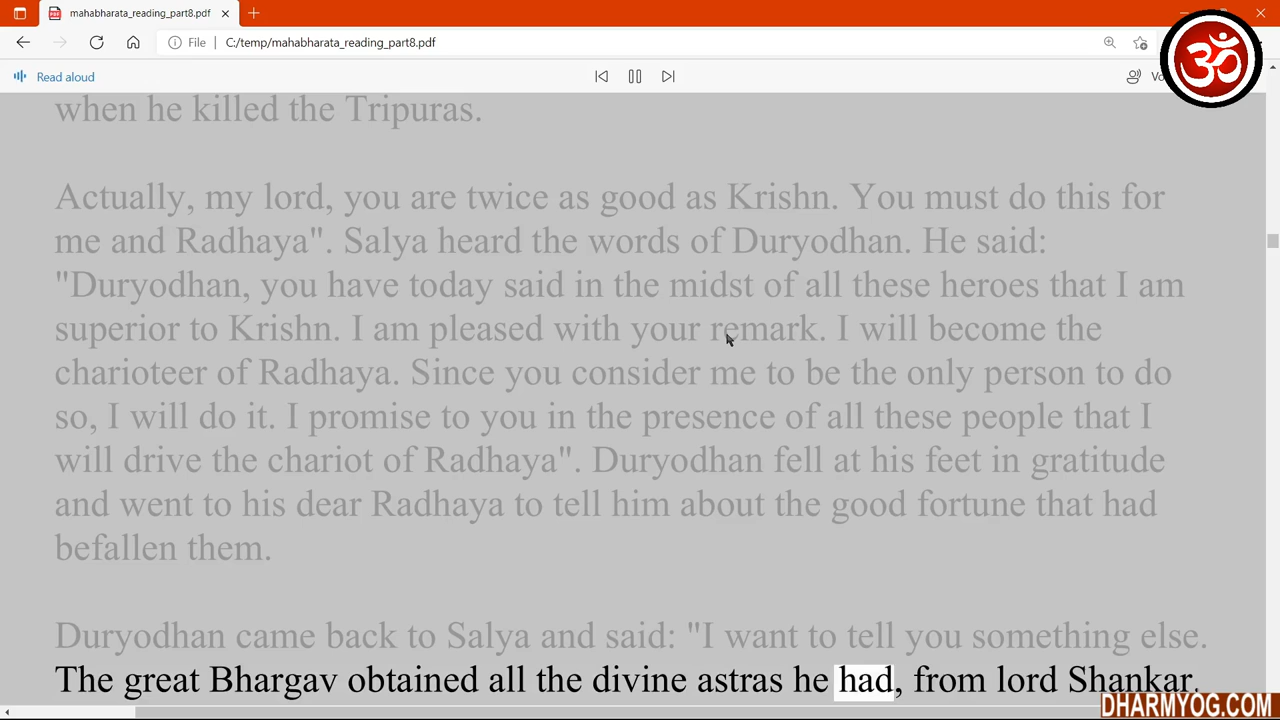 mahabharata_reading_part8.pdf
File C:/temp/mahabharata_reading_part8.pdf
Read aloud
ॐ
when he killed the Tripuras.
Actually, my lord, you are twice as good as Krishn. You must do this for
me and Radhaya". Salya heard the words of Duryodhan. He said:
"Duryodhan, you have today said in the midst of all these heroes that I am
superior to Krishn. I am pleased with your remark. I will become the
charioteer of Radhaya. Since you consider me to be the only person to do
so, I will do it. I promise to you in the presence of all these people that I
will drive the chariot of Radhaya". Duryodhan fell at his feet in gratitude
and went to his dear Radhaya to tell him about the good fortune that had
befallen them.
Duryodhan came back to Salya and said: "I want to tell you something else.
The great Bhargav obtained all the divine astras he had, from lord Shankar.
DHARMYOG.COM